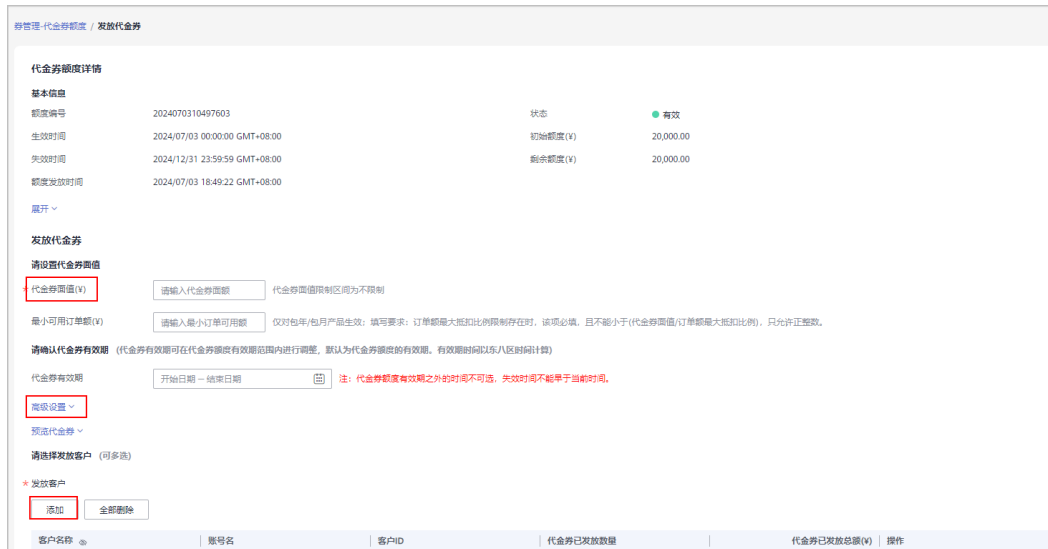 券管理-代金券额度 / 发放代金券
代金券额度详情
基本信息
额度编号 2024070310497603 状态 有效
生效时间 2024/07/03 00:00:00 GMT+08:00 初始额度(¥) 20,000.00
失效时间 2024/12/31 23:59:59 GMT+08:00 剩余额度(¥) 20,000.00
额度发放时间 2024/07/03 18:49:22 GMT+08:00
展开
发放代金券
请设置代金券面值
* 代金券面值(¥) 请输入代金券面额 代金券面值限制区间为不限制
最小可用订单额(¥) 请输入最小订单可用额 仅对包年/包月产品生效；填写要求：订单额最大抵扣比例限制存在时，该项必填，且不能小于(代金券面值/订单额最大抵扣比例)，只允许正整数。
请确认代金券有效期 (代金券有效期可在代金券额度有效期范围内进行调整，默认为代金券额度的有效期。有效期时间以东八区时间计算)
代金券有效期 开始日期 – 结束日期 注：代金券额度有效期之外的时间不可选，失效时间不能早于当前时间。
高级设置
预览代金券
请选择发放客户 (可多选)
* 发放客户
添加 全部删除
客户名称 账号名 客户ID 代金券已发放数量 代金券已发放总额(¥) 操作